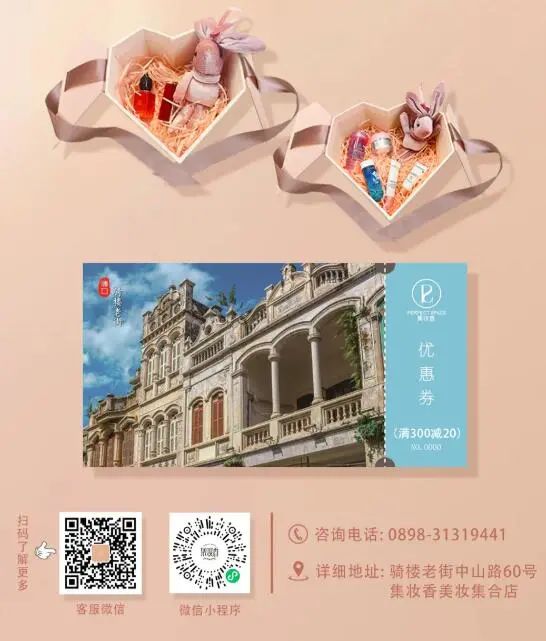 海口
骑楼老街
PERFECT SPACE
集妆香
优惠券
(满300减20)
NO. 0000
扫码了解更多
客服微信
微信小程序
咨询电话: 0898-31319441
详细地址: 骑楼老街中山路60号
集妆香美妆集合店